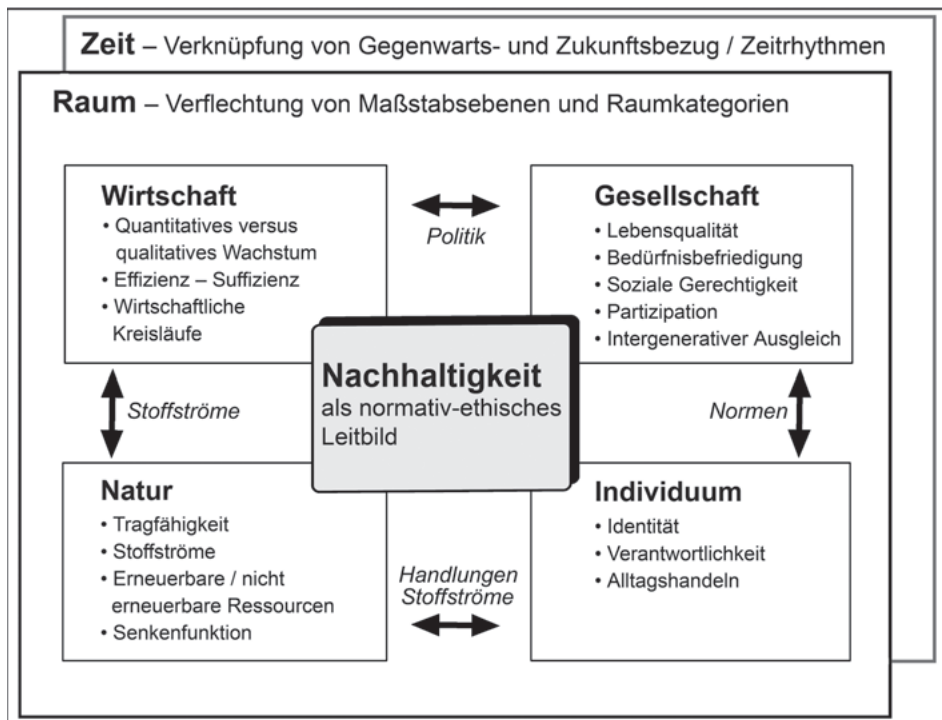 Zeit – Verknüpfung von Gegenwarts- und Zukunftsbezug / Zeitrhythmen
Raum – Verflechtung von Maßstabsebenen und Raumkategorien
Wirtschaft
• Quantitatives versus
qualitatives Wachstum
• Effizienz – Suffizienz
• Wirtschaftliche
Kreisläufe
Politik
Gesellschaft
• Lebensqualität
• Bedürfnisbefriedigung
• Soziale Gerechtigkeit
• Partizipation
• Intergenerativer Ausgleich
Stoffströme
Nachhaltigkeit
als normativ-ethisches
Leitbild
Normen
Natur
• Tragfähigkeit
• Stoffströme
• Erneuerbare / nicht
erneuerbare Ressourcen
• Senkenfunktion
Handlungen
Stoffströme
Individuum
• Identität
• Verantwortlichkeit
• Alltagshandeln